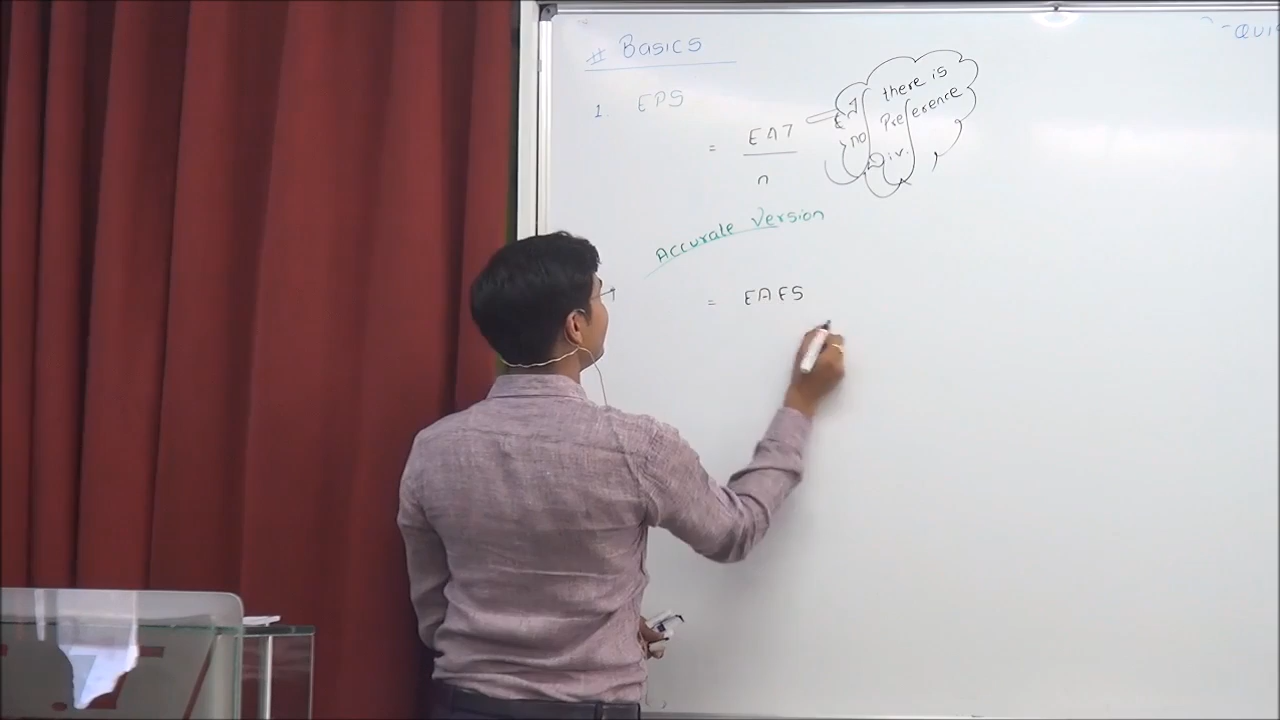 # Basics
1. EPS
= EAT
n
there is
no Preference
Div.
Accurate Version
= EAES